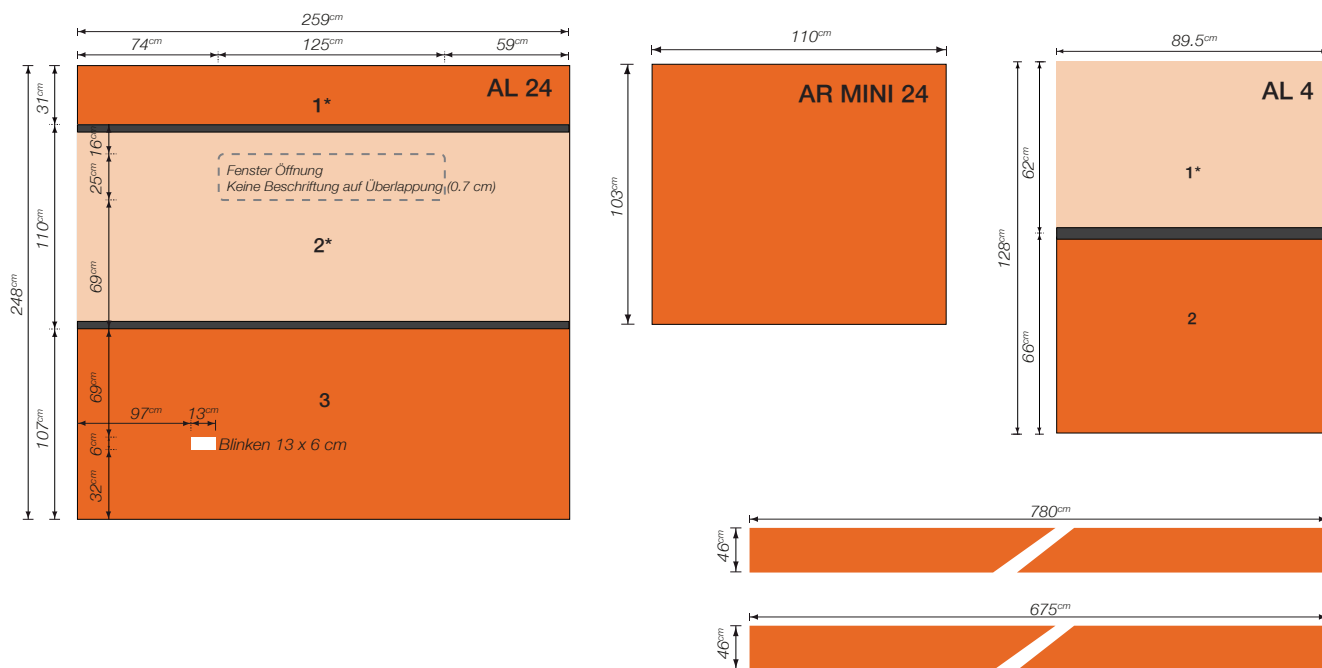 259cm
74cm 125cm 59cm
AL 24
31cm
1*
16cm
25cm
Fenster Öffnung
Keine Beschriftung auf Überlappung (0.7 cm)
110cm
2*
69cm
248cm
3
69cm
97cm 13cm
107cm
6cm
Blinken 13 x 6 cm
32cm
110cm
AR MINI 24
103cm
89.5cm
AL 4
62cm
1*
128cm
2
66cm
780cm
46cm
675cm
46cm